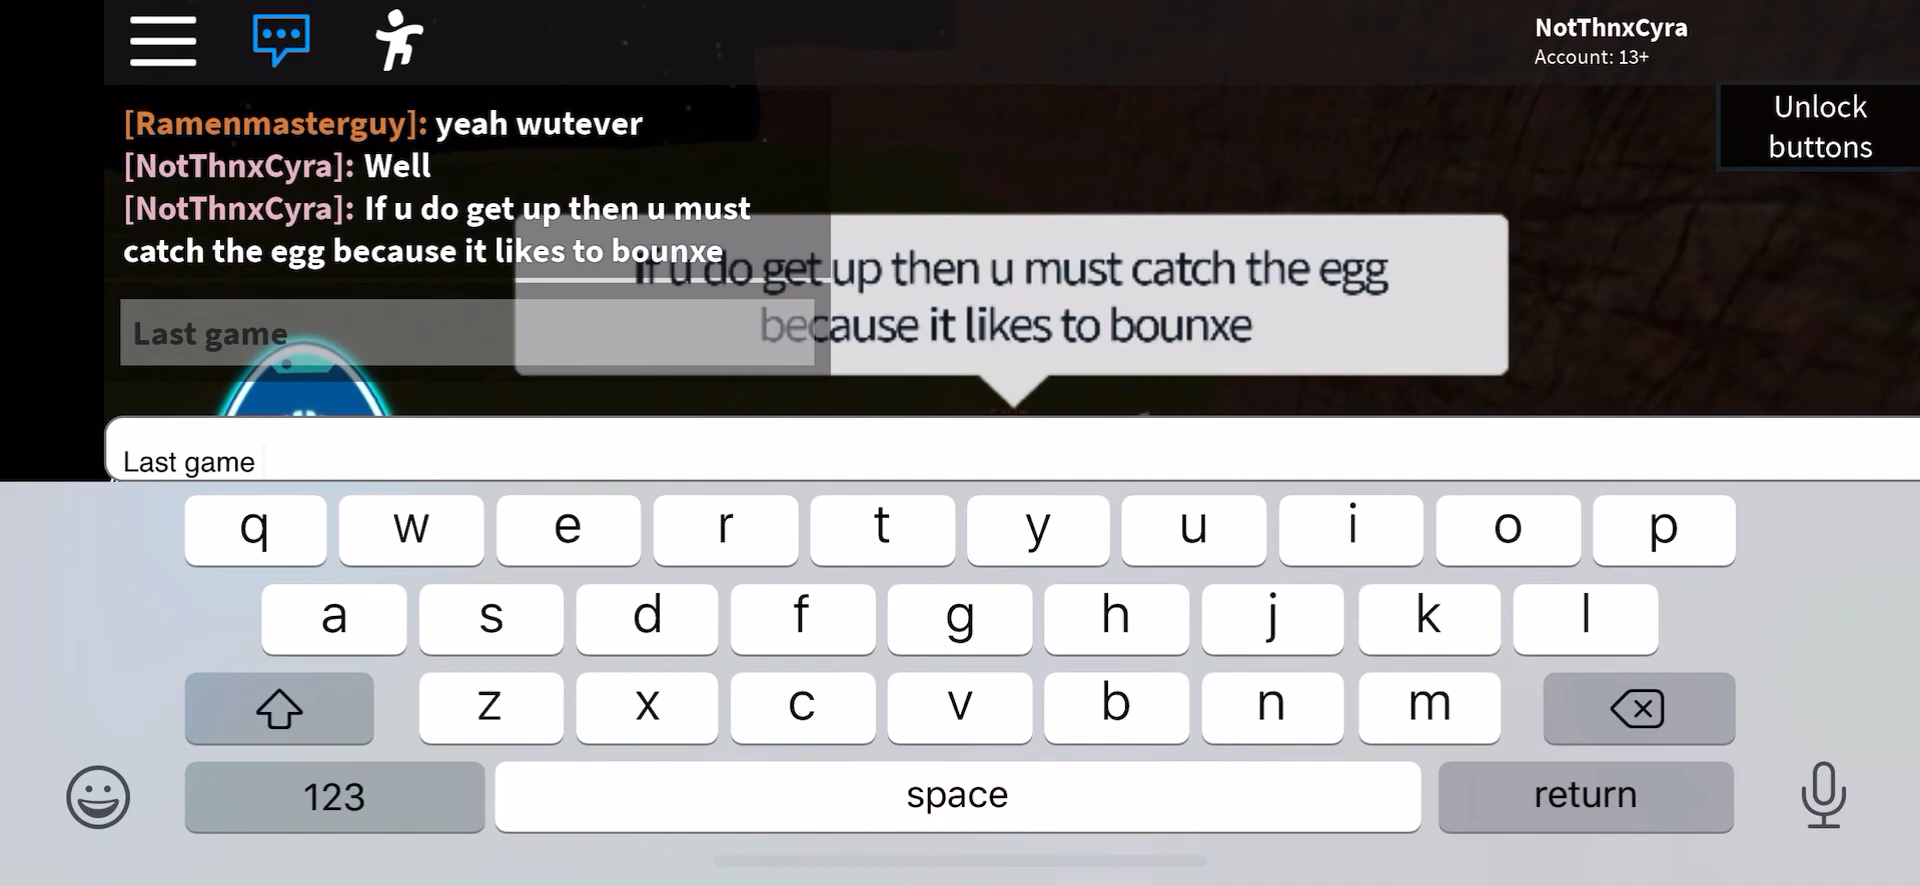 NotThnxCyra
Account: 13+
Unlock
buttons
[Ramenmasterguy]: yeah wutever
[NotThnxCyra]: Well
[NotThnxCyra]: If u do get up then u must
catch the egg because it likes to bounxe
If u do get up then u must catch the egg
because it likes to bounxe
Last game
Last game
q w e r t y u i o p
a s d f g h j k l
z x c v b n m
123 space return